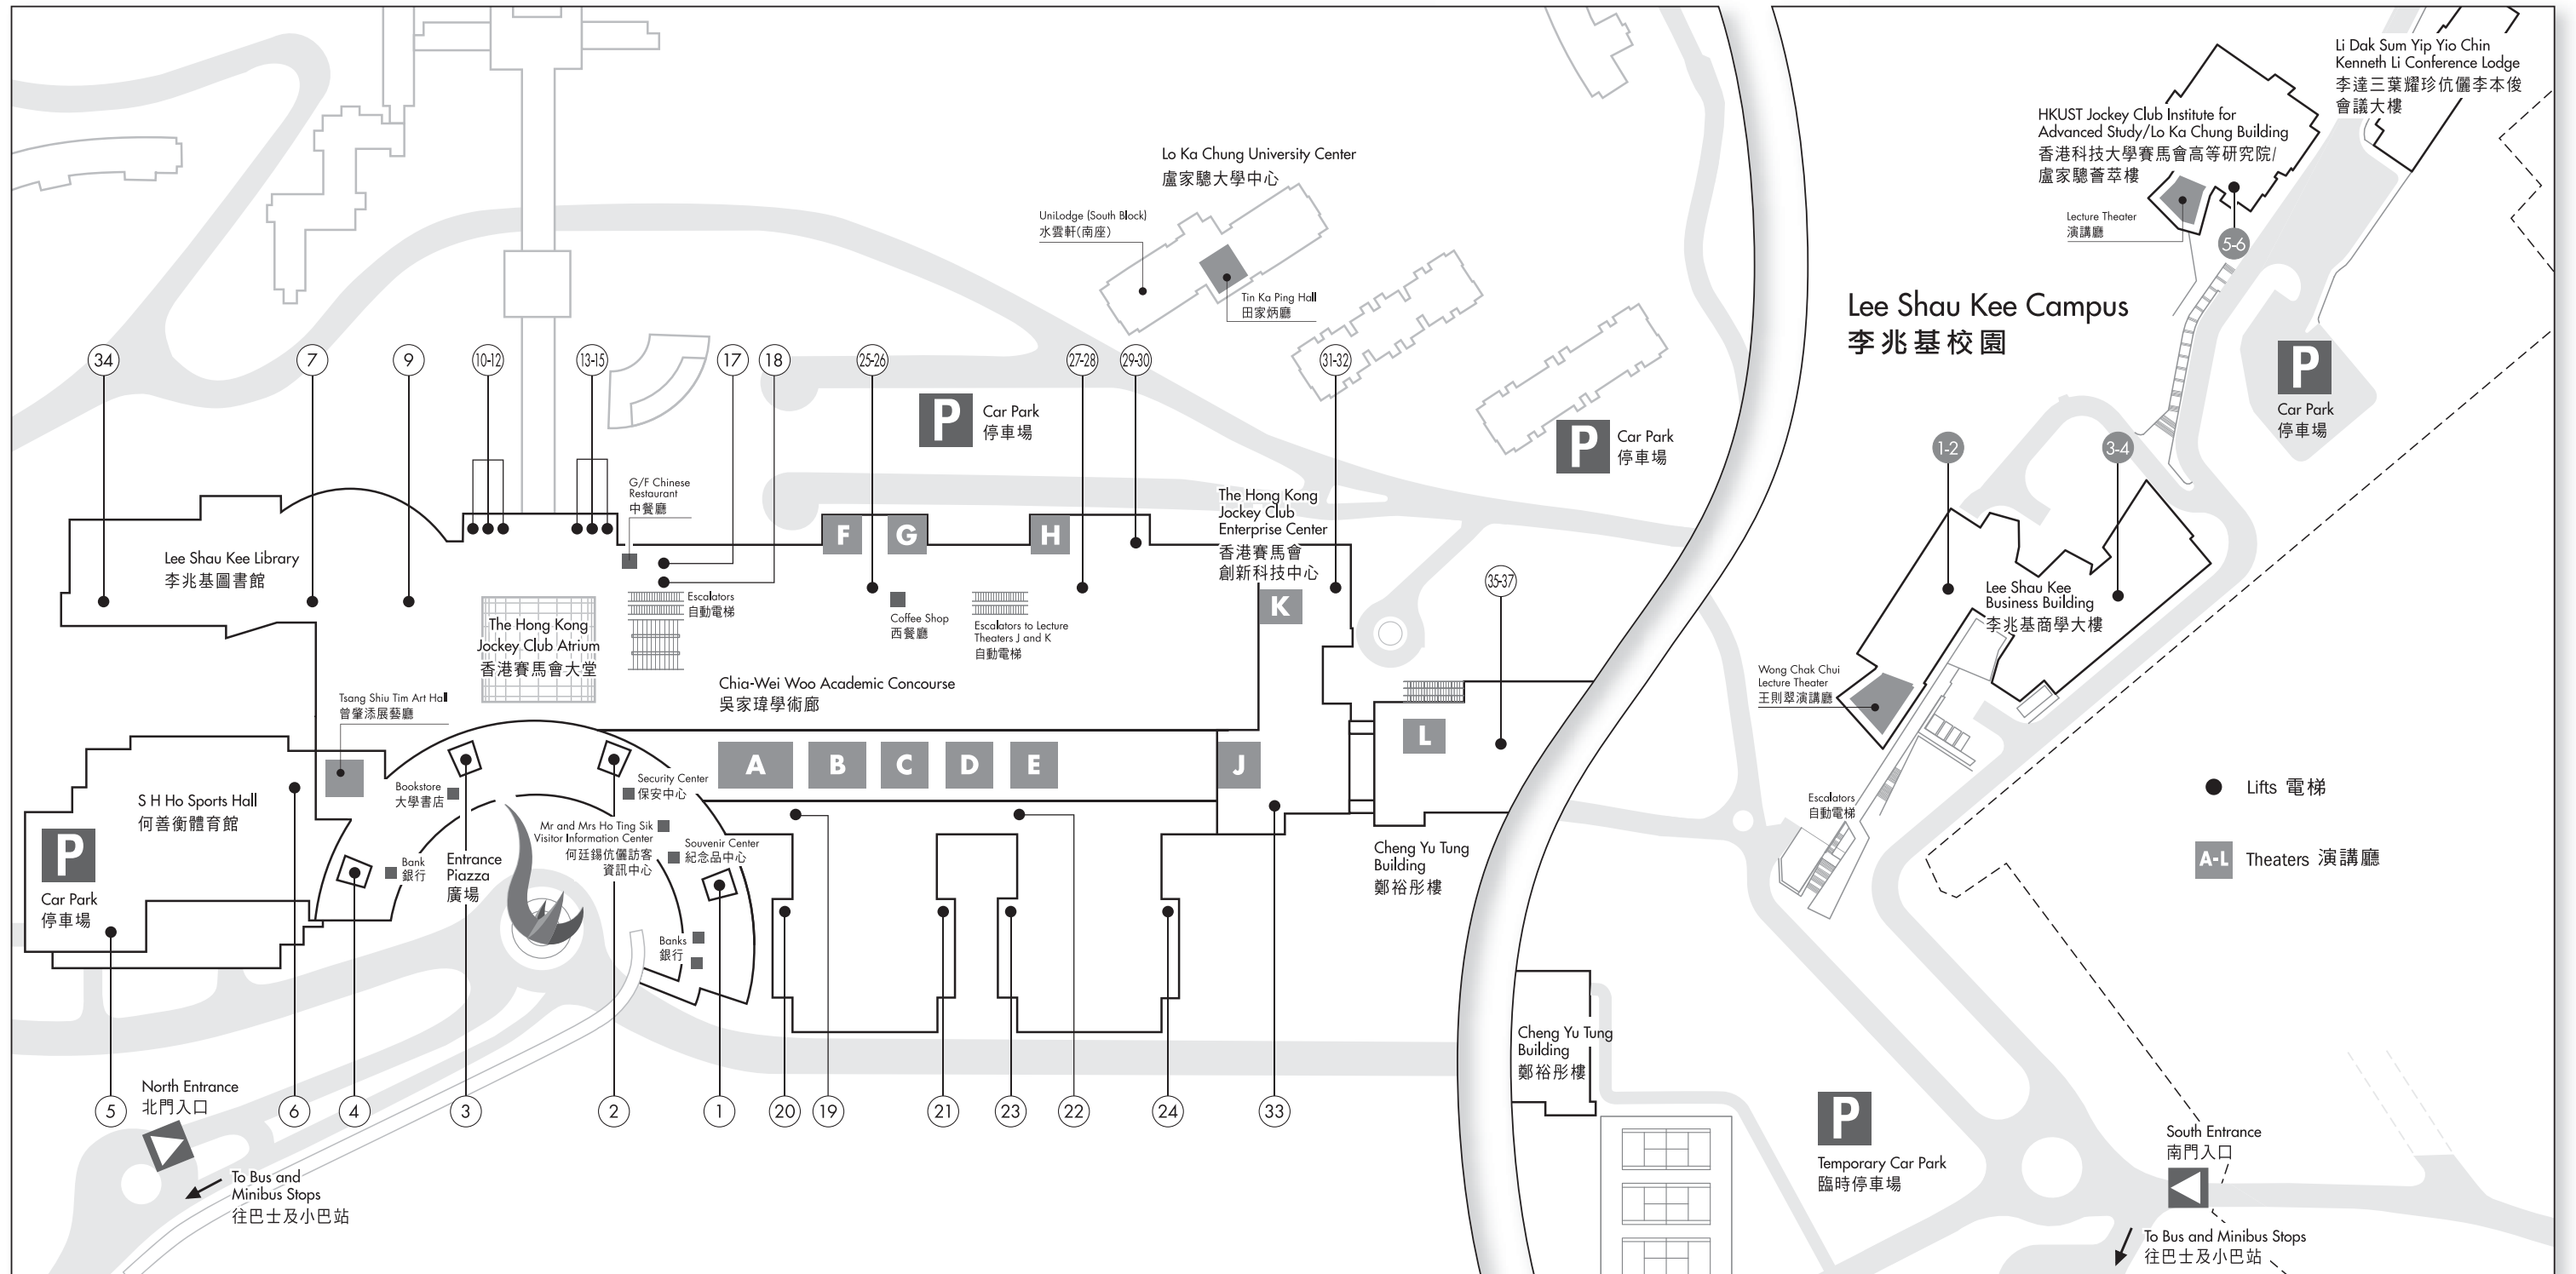 Li Dak Sum Yip Yio Chin
Kenneth Li Conference Lodge
李達三葉耀珍伉儷李本俊
會議大樓
HKUST Jockey Club Institute for
Advanced Study/Lo Ka Chung Building
香港科技大學賽馬會高等研究院/
盧家驄薈萃樓
Lecture Theater
演講廳
5-6
Lo Ka Chung University Center
盧家驄大學中心
UniLodge (South Block)
水雲軒(南座)
Tin Ka Ping Hall
田家炳廳
Lee Shau Kee Campus
李兆基校園
34
7
9
10-12
13-15
17
18
25-26
27-28
29-30
31-32
P
Car Park
停車場
P
Car Park
停車場
P
Car Park
停車場
1-2
3-4
G/F Chinese
Restaurant
中餐廳
The Hong Kong
Jockey Club
Enterprise Center
香港賽馬會
創新科技中心
F
G
H
K
Lee Shau Kee Library
李兆基圖書館
Escalators
自動電梯
Coffee Shop
西餐廳
Escalators to Lecture
Theaters J and K
自動電梯
35-37
The Hong Kong
Jockey Club Atrium
香港賽馬會大堂
Lee Shau Kee
Business Building
李兆基商學大樓
Chia-Wei Woo Academic Concourse
吳家瑋學術廊
Tsang Shiu Tim Art Hall
曾肇添展藝廳
Wong Chak Chui
Lecture Theater
王則翠演講廳
A
B
C
D
E
J
L
Bookstore
大學書店
Security Center
保安中心
S H Ho Sports Hall
何善衡體育館
P
Car Park
停車場
Mr and Mrs Ho Ting Sik
Visitor Information Center
何廷錫伉儷訪客
資訊中心
Souvenir Center
紀念品中心
Bank
銀行
Entrance
Piazza
廣場
Banks
銀行
Cheng Yu Tung
Building
鄭裕彤樓
Escalators
自動電梯
Lifts 電梯
A-L Theaters 演講廳
Cheng Yu Tung
Building
鄭裕彤樓
North Entrance
北門入口
5
6
4
3
2
1
20
19
21
23
22
24
33
To Bus and
Minibus Stops
往巴士及小巴站
P
Temporary Car Park
臨時停車場
South Entrance
南門入口
To Bus and Minibus Stops
往巴士及小巴站